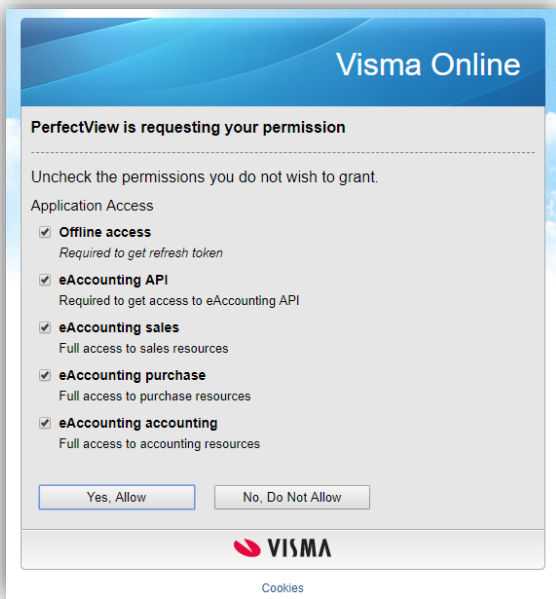 Visma Online
PerfectView is requesting your permission
Uncheck the permissions you do not wish to grant.
Application Access
Offline access
Required to get refresh token
eAccounting API
Required to get access to eAccounting API
eAccounting sales
Full access to sales resources
eAccounting purchase
Full access to purchase resources
eAccounting accounting
Full access to accounting resources
Yes, Allow No, Do Not Allow
VISMA
Cookies